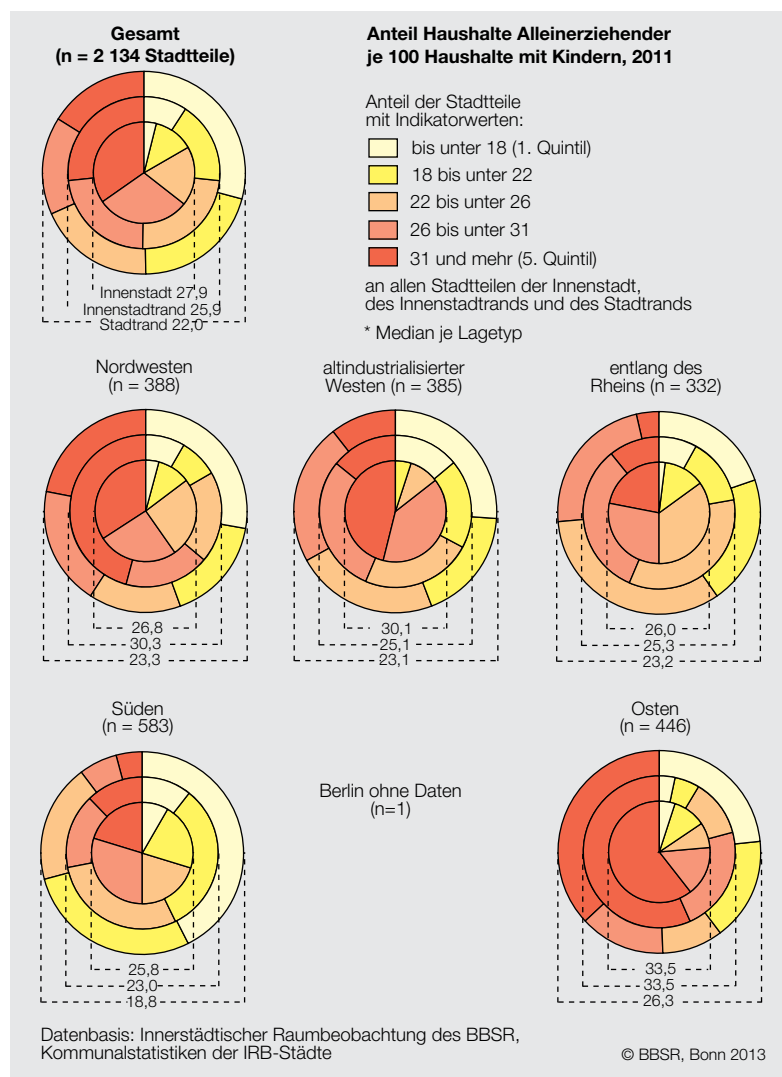 Gesamt
(n = 2 134 Stadtteile)
Anteil Haushalte Alleinerziehender
je 100 Haushalte mit Kindern, 2011
Anteil der Stadtteile
mit Indikatorwerten:
bis unter 18 (1. Quintil)
18 bis unter 22
22 bis unter 26
26 bis unter 31
31 und mehr (5. Quintil)
an allen Stadtteilen der Innenstadt,
des Innenstadtrands und des Stadtrands
* Median je Lagetyp
Innenstadt 27,9
Innenstadtrand 25,9
Stadtrand 22,0
Nordwesten
(n = 388)
26,8
30,3
23,3
altindustrialisierter
Westen (n = 385)
30,1
25,1
23,1
entlang des
Rheins (n = 332)
26,0
25,3
23,2
Süden
(n = 583)
25,8
23,0
18,8
Berlin ohne Daten
(n=1)
Osten
(n = 446)
33,5
33,5
26,3
Datenbasis: Innerstädtischer Raumbeobachtung des BBSR,
Kommunalstatistiken der IRB-Städte
© BBSR, Bonn 2013